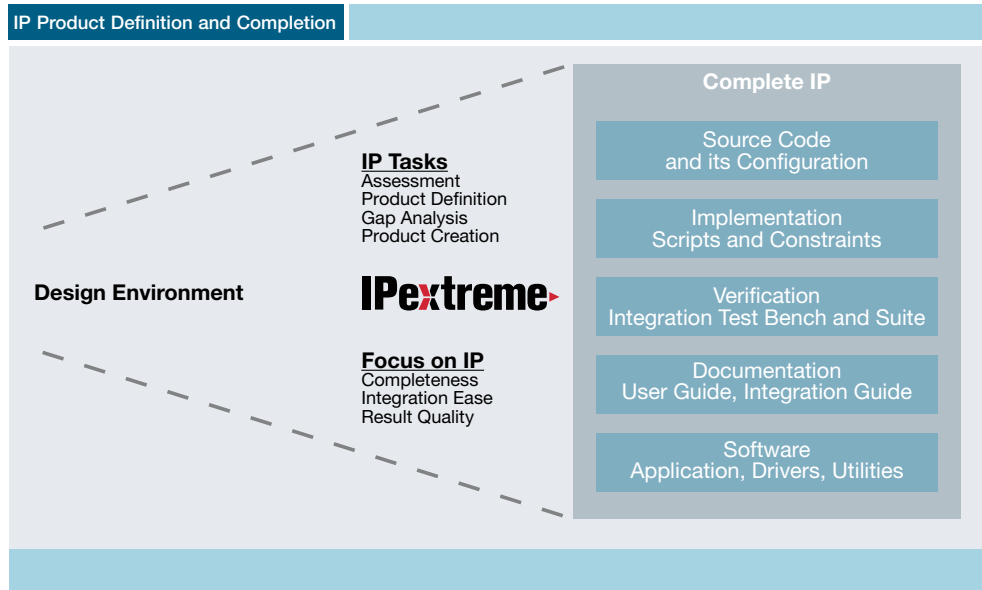 IP Product Definition and Completion
Complete IP
Source Code
and its Configuration
IP Tasks
Assessment
Product Definition
Gap Analysis
Product Creation
Implementation
Scripts and Constraints
Design Environment
IPextreme
Verification
Integration Test Bench and Suite
Focus on IP
Completeness
Integration Ease
Result Quality
Documentation
User Guide, Integration Guide
Software
Application, Drivers, Utilities